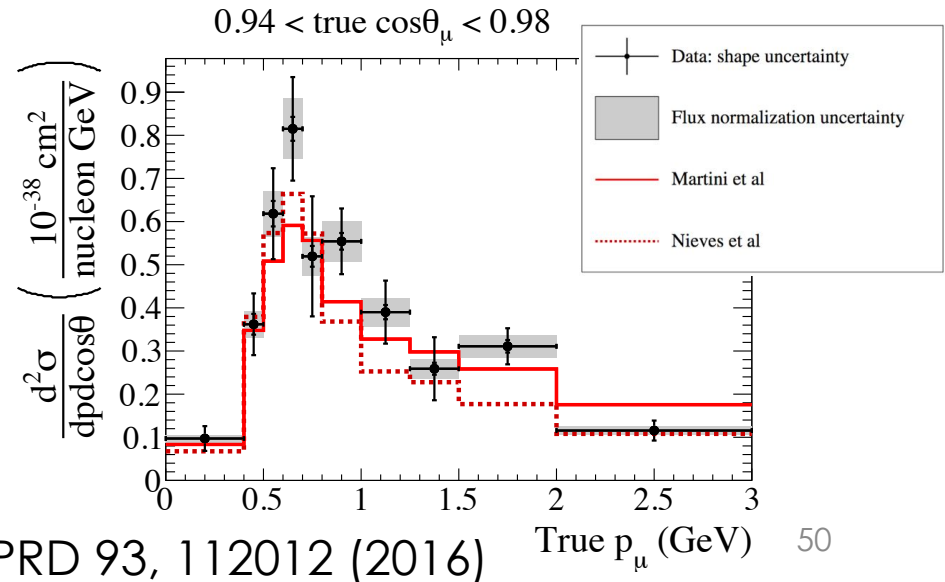 0.94 < true cosθμ < 0.98
Data: shape uncertainty
Flux normalization uncertainty
Martini et al
Nieves et al
d²σ/dpdcosθ (10⁻³⁸ cm²/nucleon GeV)
0.9
0.8
0.7
0.6
0.5
0.4
0.3
0.2
0.1
0
0 0.5 1 1.5 2 2.5 3
True pμ (GeV)
PRD 93, 112012 (2016)
50